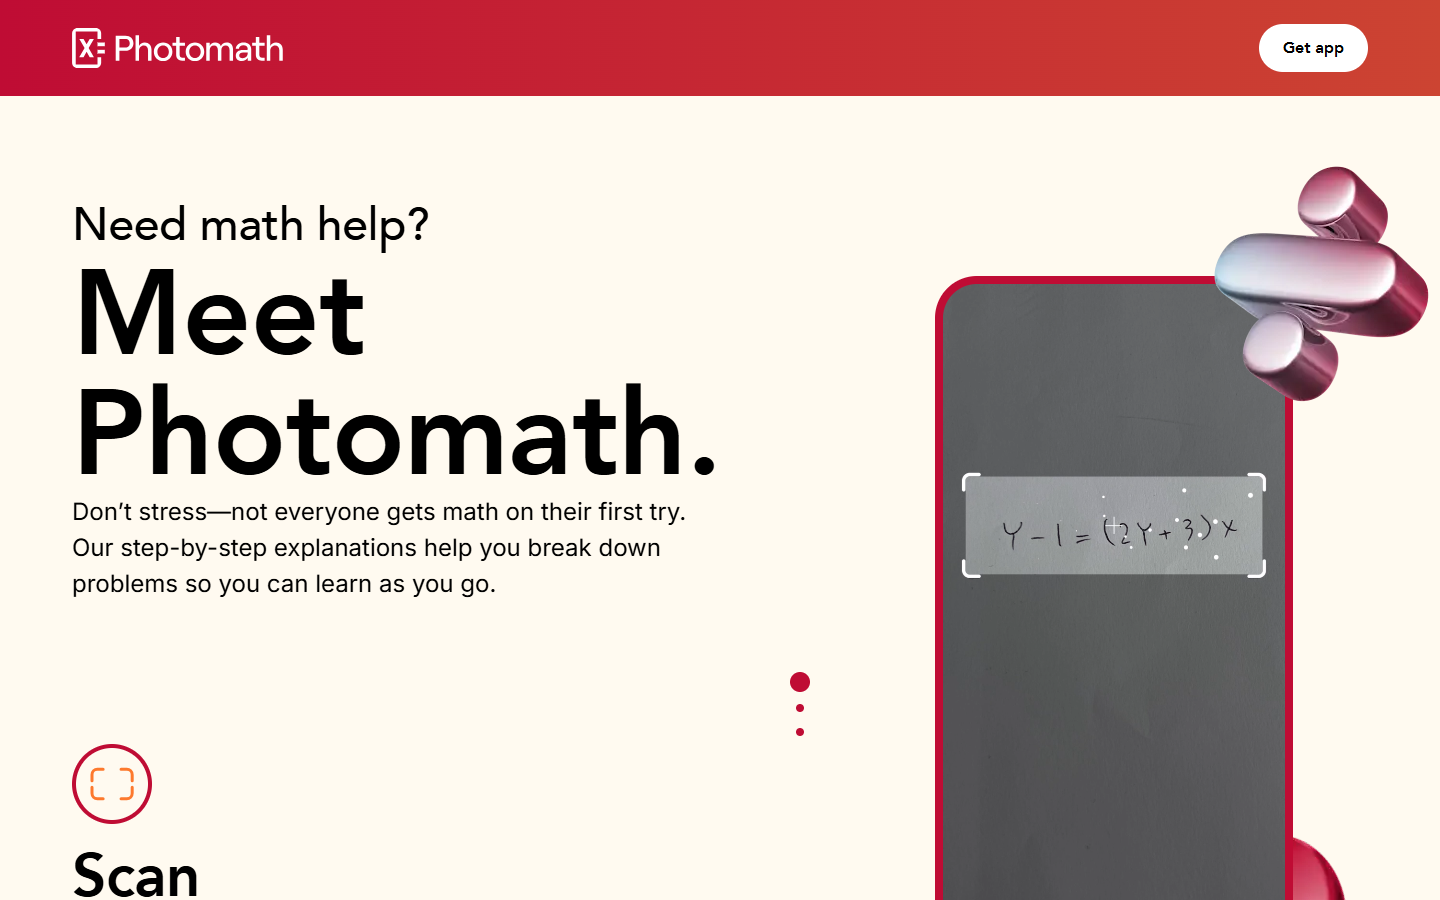 Photomath
Get app
Need math help?
Meet
Photomath.
Don’t stress—not everyone gets math on their first try.
Our step-by-step explanations help you break down
problems so you can learn as you go.
Y - 1 = (2Y + 3)X
Scan